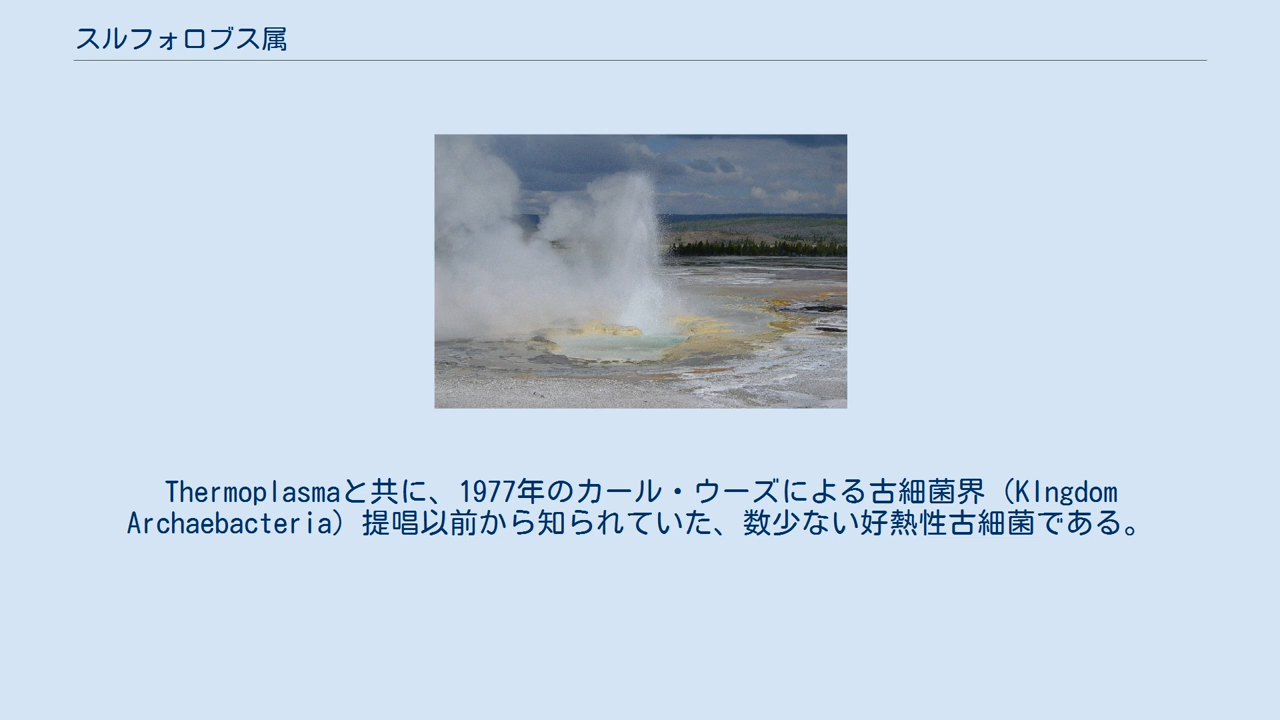 スルフォロブス属
Thermoplasmaと共に、1977年のカール・ウーズによる古細菌界（KIngdom
Archaebacteria）提唱以前から知られていた、数少ない好熱性古細菌である。